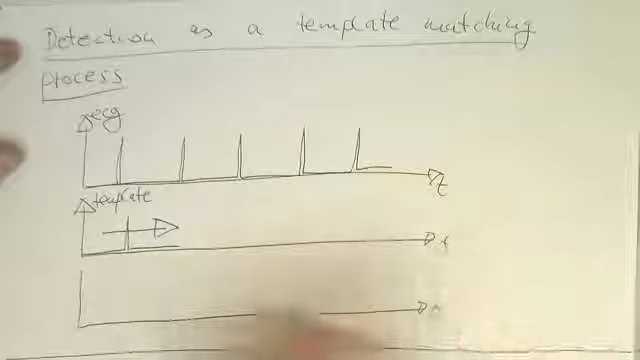 Detection as a template matching
process
ecg
t
template
t